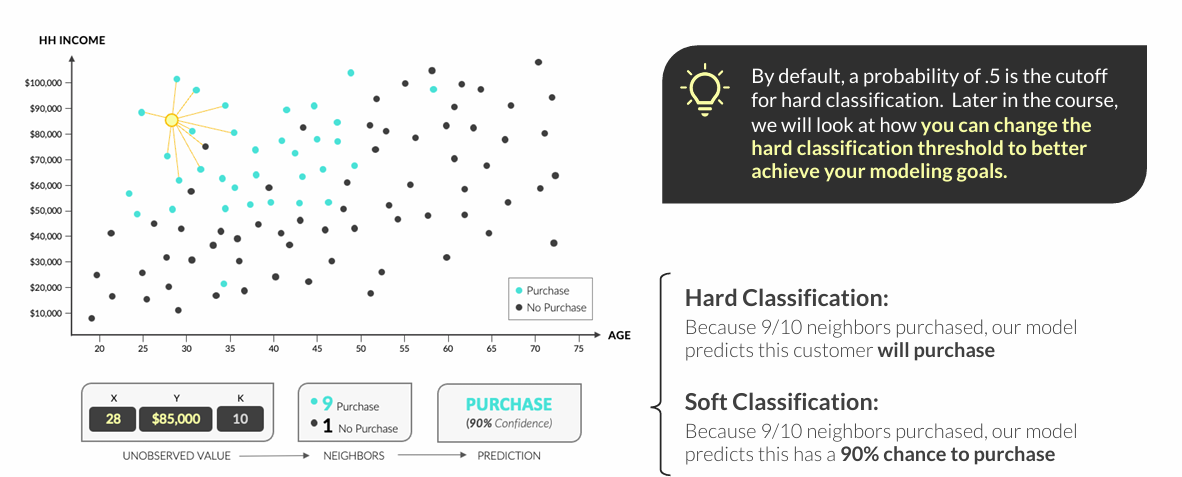 HH INCOME
$100,000
$90,000
$80,000
$70,000
$60,000
$50,000
$40,000
$30,000
$20,000
$10,000
20 25 30 35 40 45 50 55 60 65 70 75
AGE
Purchase
No Purchase
X Y K
28 $85,000 10
9 Purchase
1 No Purchase
PURCHASE
(90% Confidence)
UNOBSERVED VALUE NEIGHBORS PREDICTION
By default, a probability of .5 is the cutoff
for hard classification. Later in the course,
we will look at how you can change the
hard classification threshold to better
achieve your modeling goals.
Hard Classification:
Because 9/10 neighbors purchased, our model
predicts this customer will purchase
Soft Classification:
Because 9/10 neighbors purchased, our model
predicts this has a 90% chance to purchase